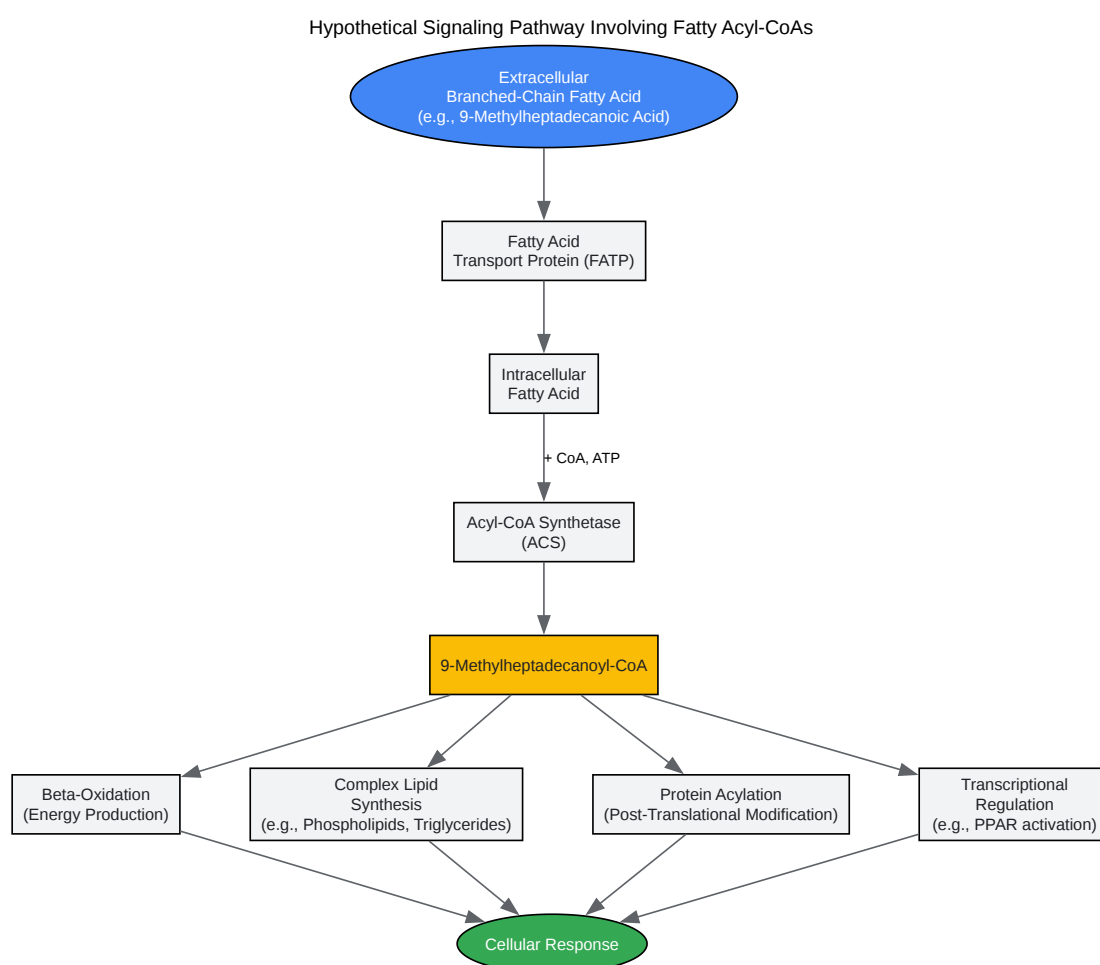 Hypothetical Signaling Pathway Involving Fatty Acyl-CoAs
Extracellular
Branched-Chain Fatty Acid
(e.g., 9-Methylheptadecanoic Acid)
Fatty Acid
Transport Protein (FATP)
Intracellular
Fatty Acid
+ CoA, ATP
Acyl-CoA Synthetase
(ACS)
9-Methylheptadecanoyl-CoA
Beta-Oxidation
(Energy Production)
Complex Lipid
Synthesis
(e.g., Phospholipids, Triglycerides)
Protein Acylation
(Post-Translational Modification)
Transcriptional
Regulation
(e.g., PPAR activation)
Cellular Response